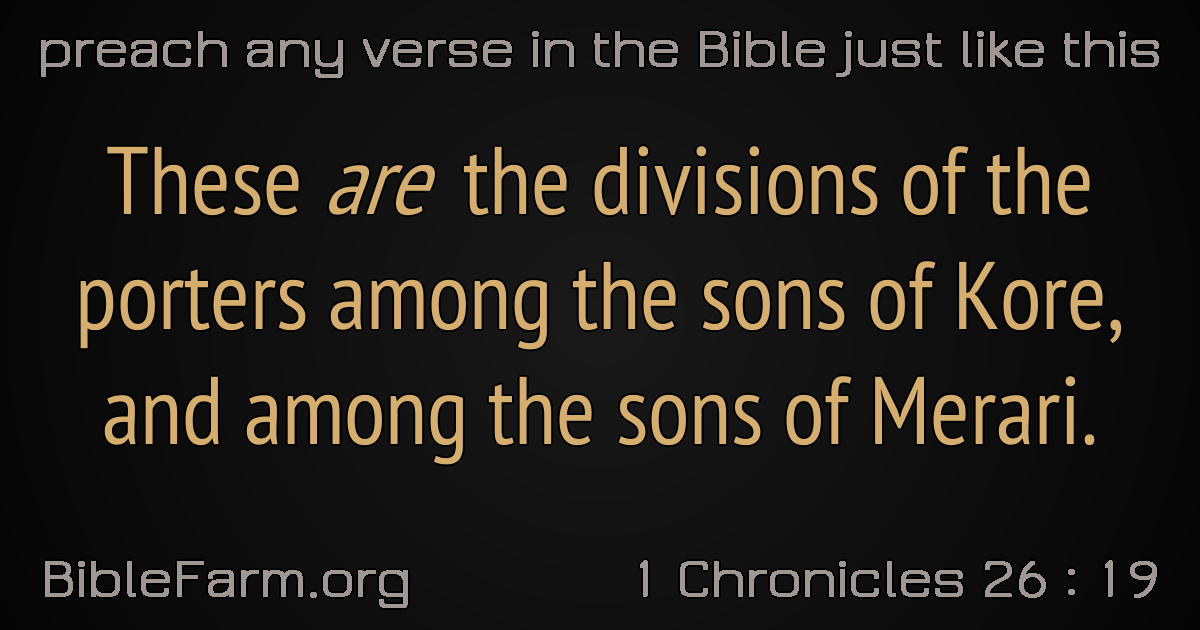 preach any verse in the Bible just like this
These are the divisions of the
porters among the sons of Kore,
and among the sons of Merari.
BibleFarm.org
1 Chronicles 26 : 19